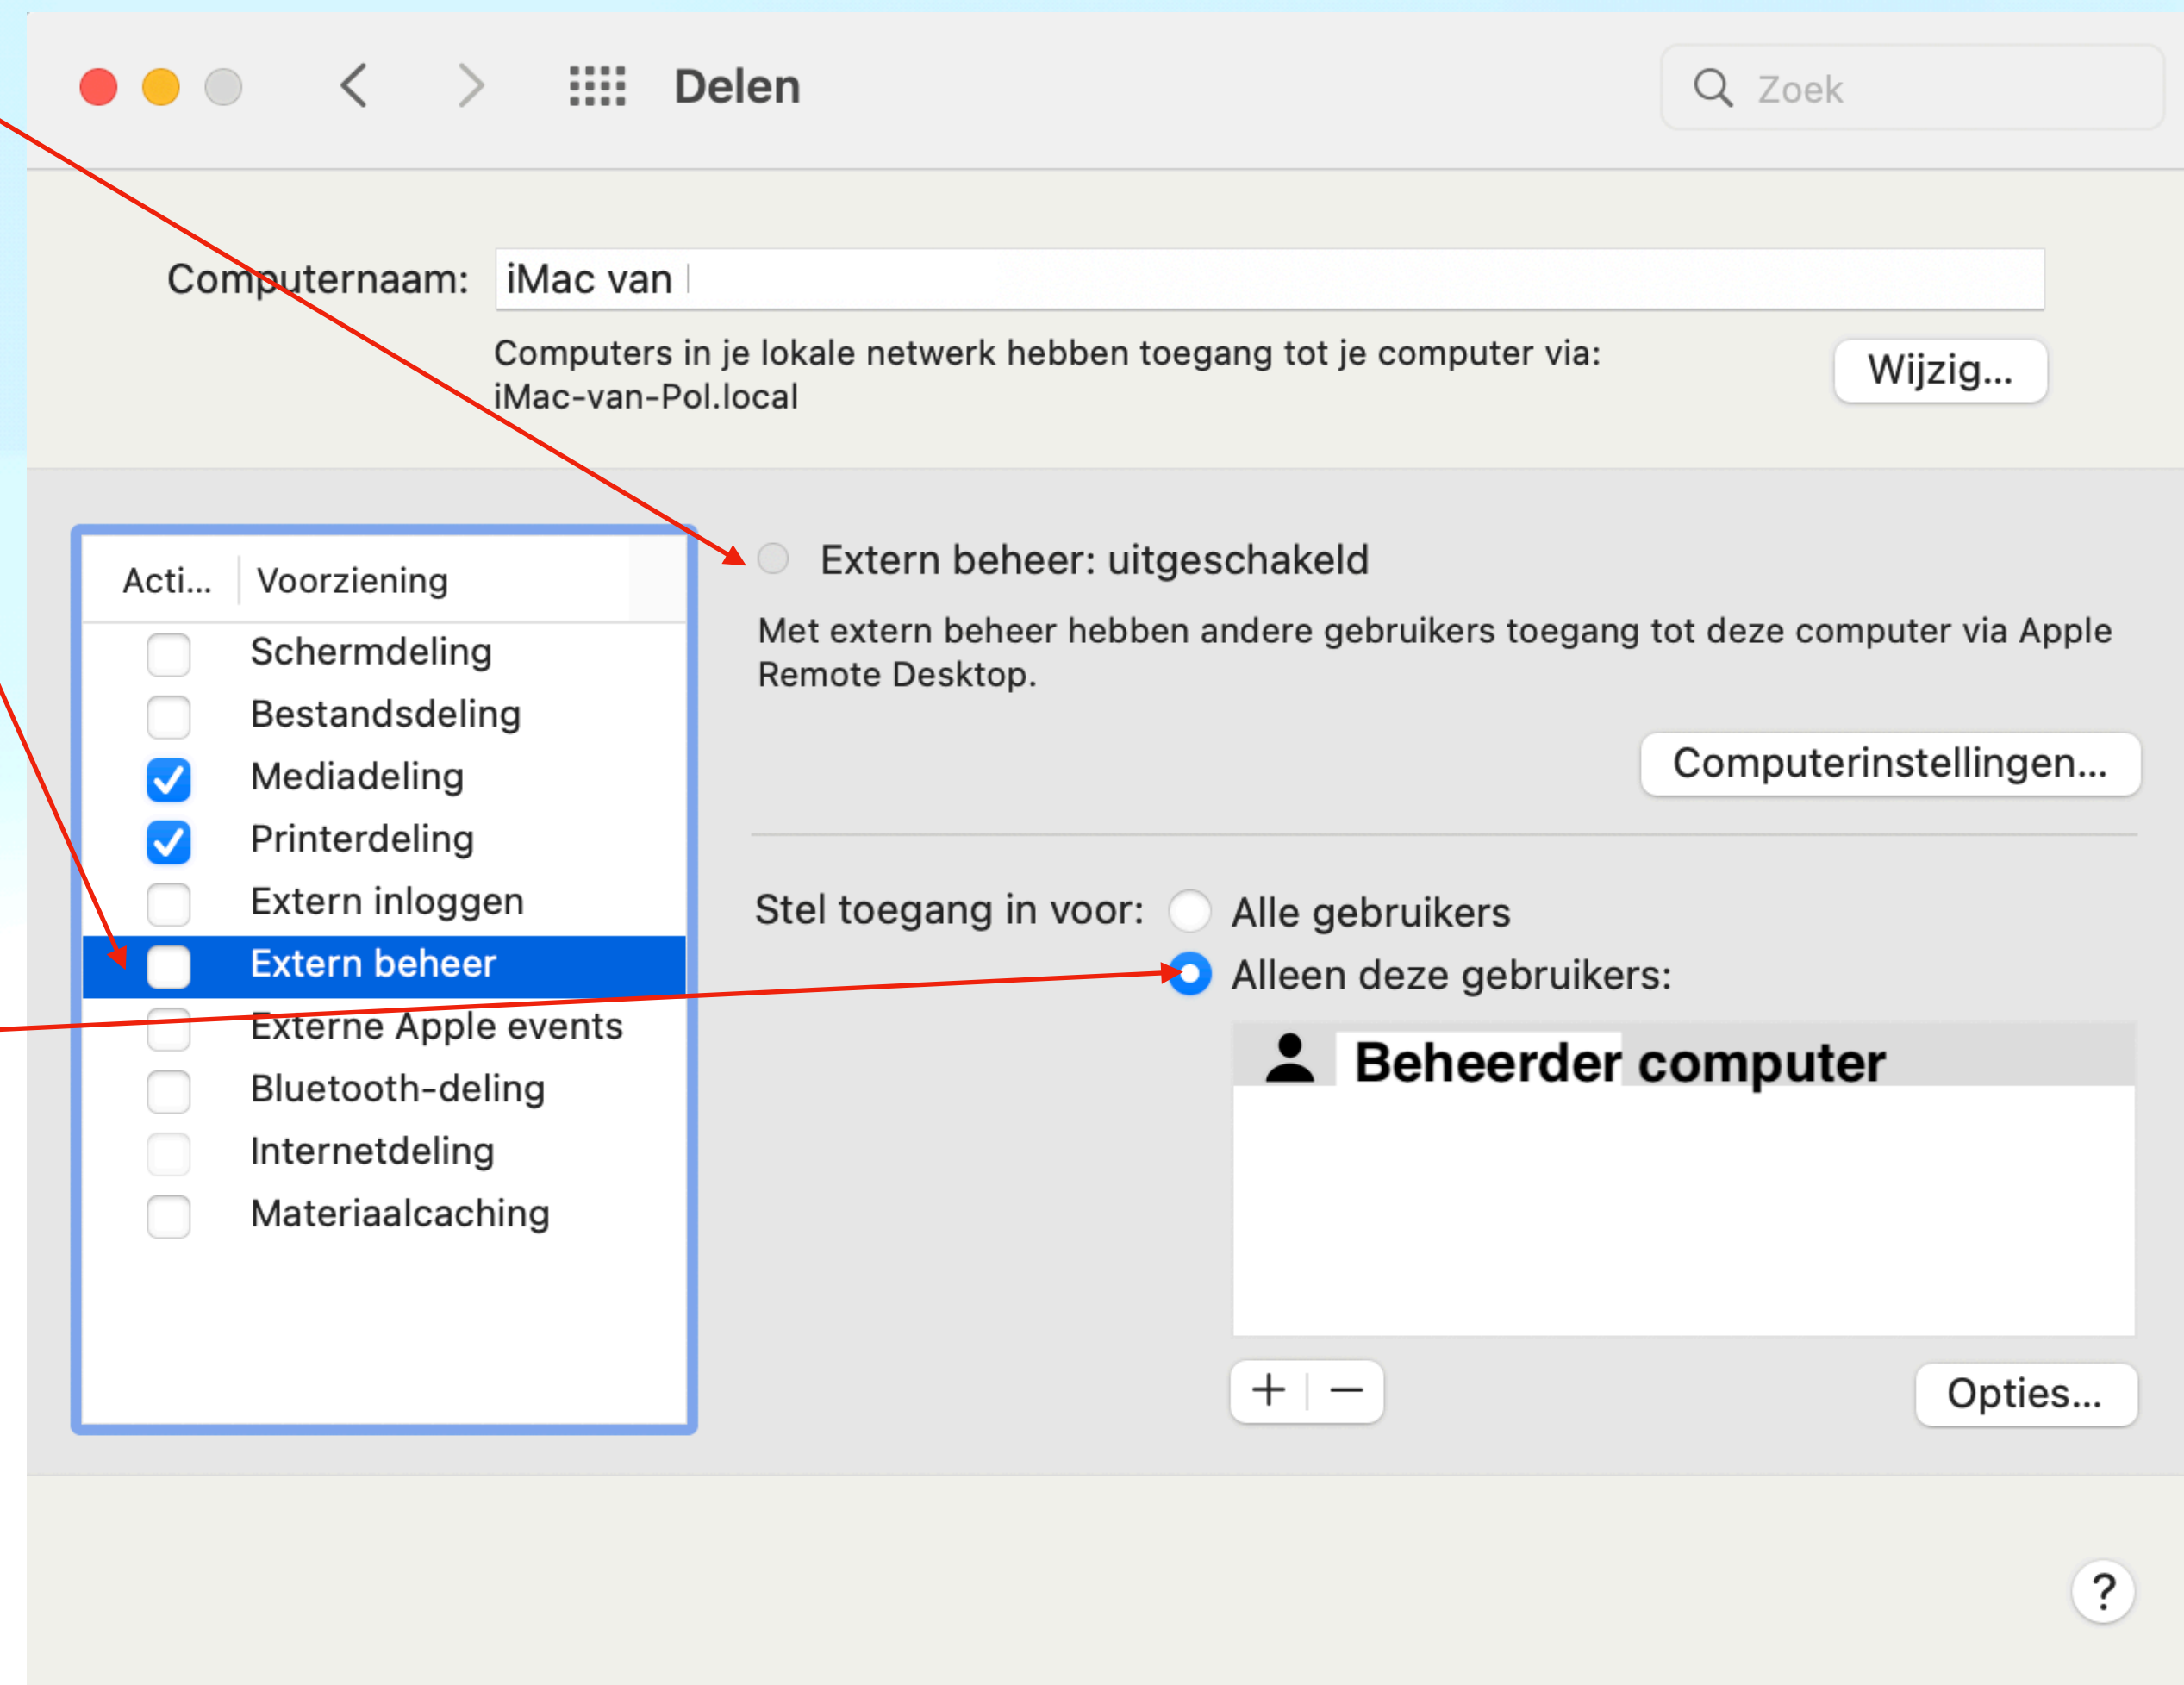 Delen
Zoek
Computernaam: iMac van
Computers in je lokale netwerk hebben toegang tot je computer via:
iMac-van-Pol.local
Wijzig...
Acti... Voorziening
Schermdeling
Bestandsdeling
Mediadeling
Printerdeling
Extern inloggen
Extern beheer
Externe Apple events
Bluetooth-deling
Internetdeling
Materiaalcaching
Extern beheer: uitgeschakeld
Met extern beheer hebben andere gebruikers toegang tot deze computer via Apple
Remote Desktop.
Computerinstellingen...
Stel toegang in voor: Alle gebruikers
Alleen deze gebruikers:
Beheerder computer
+ −
Opties...
?